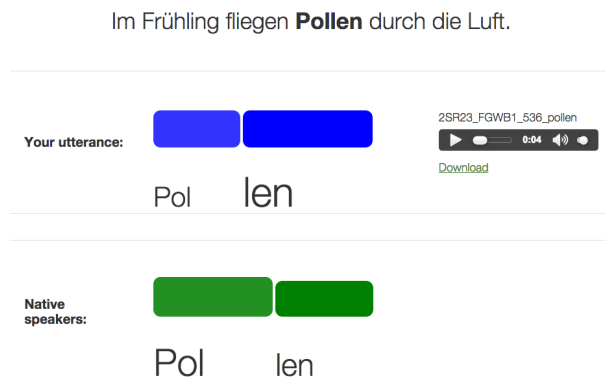 Im Frühling fliegen Pollen durch die Luft.
Your utterance:
2SR23_FGWB1_536_pollen
0:04
Download
Pol len
Native
speakers:
Pol len